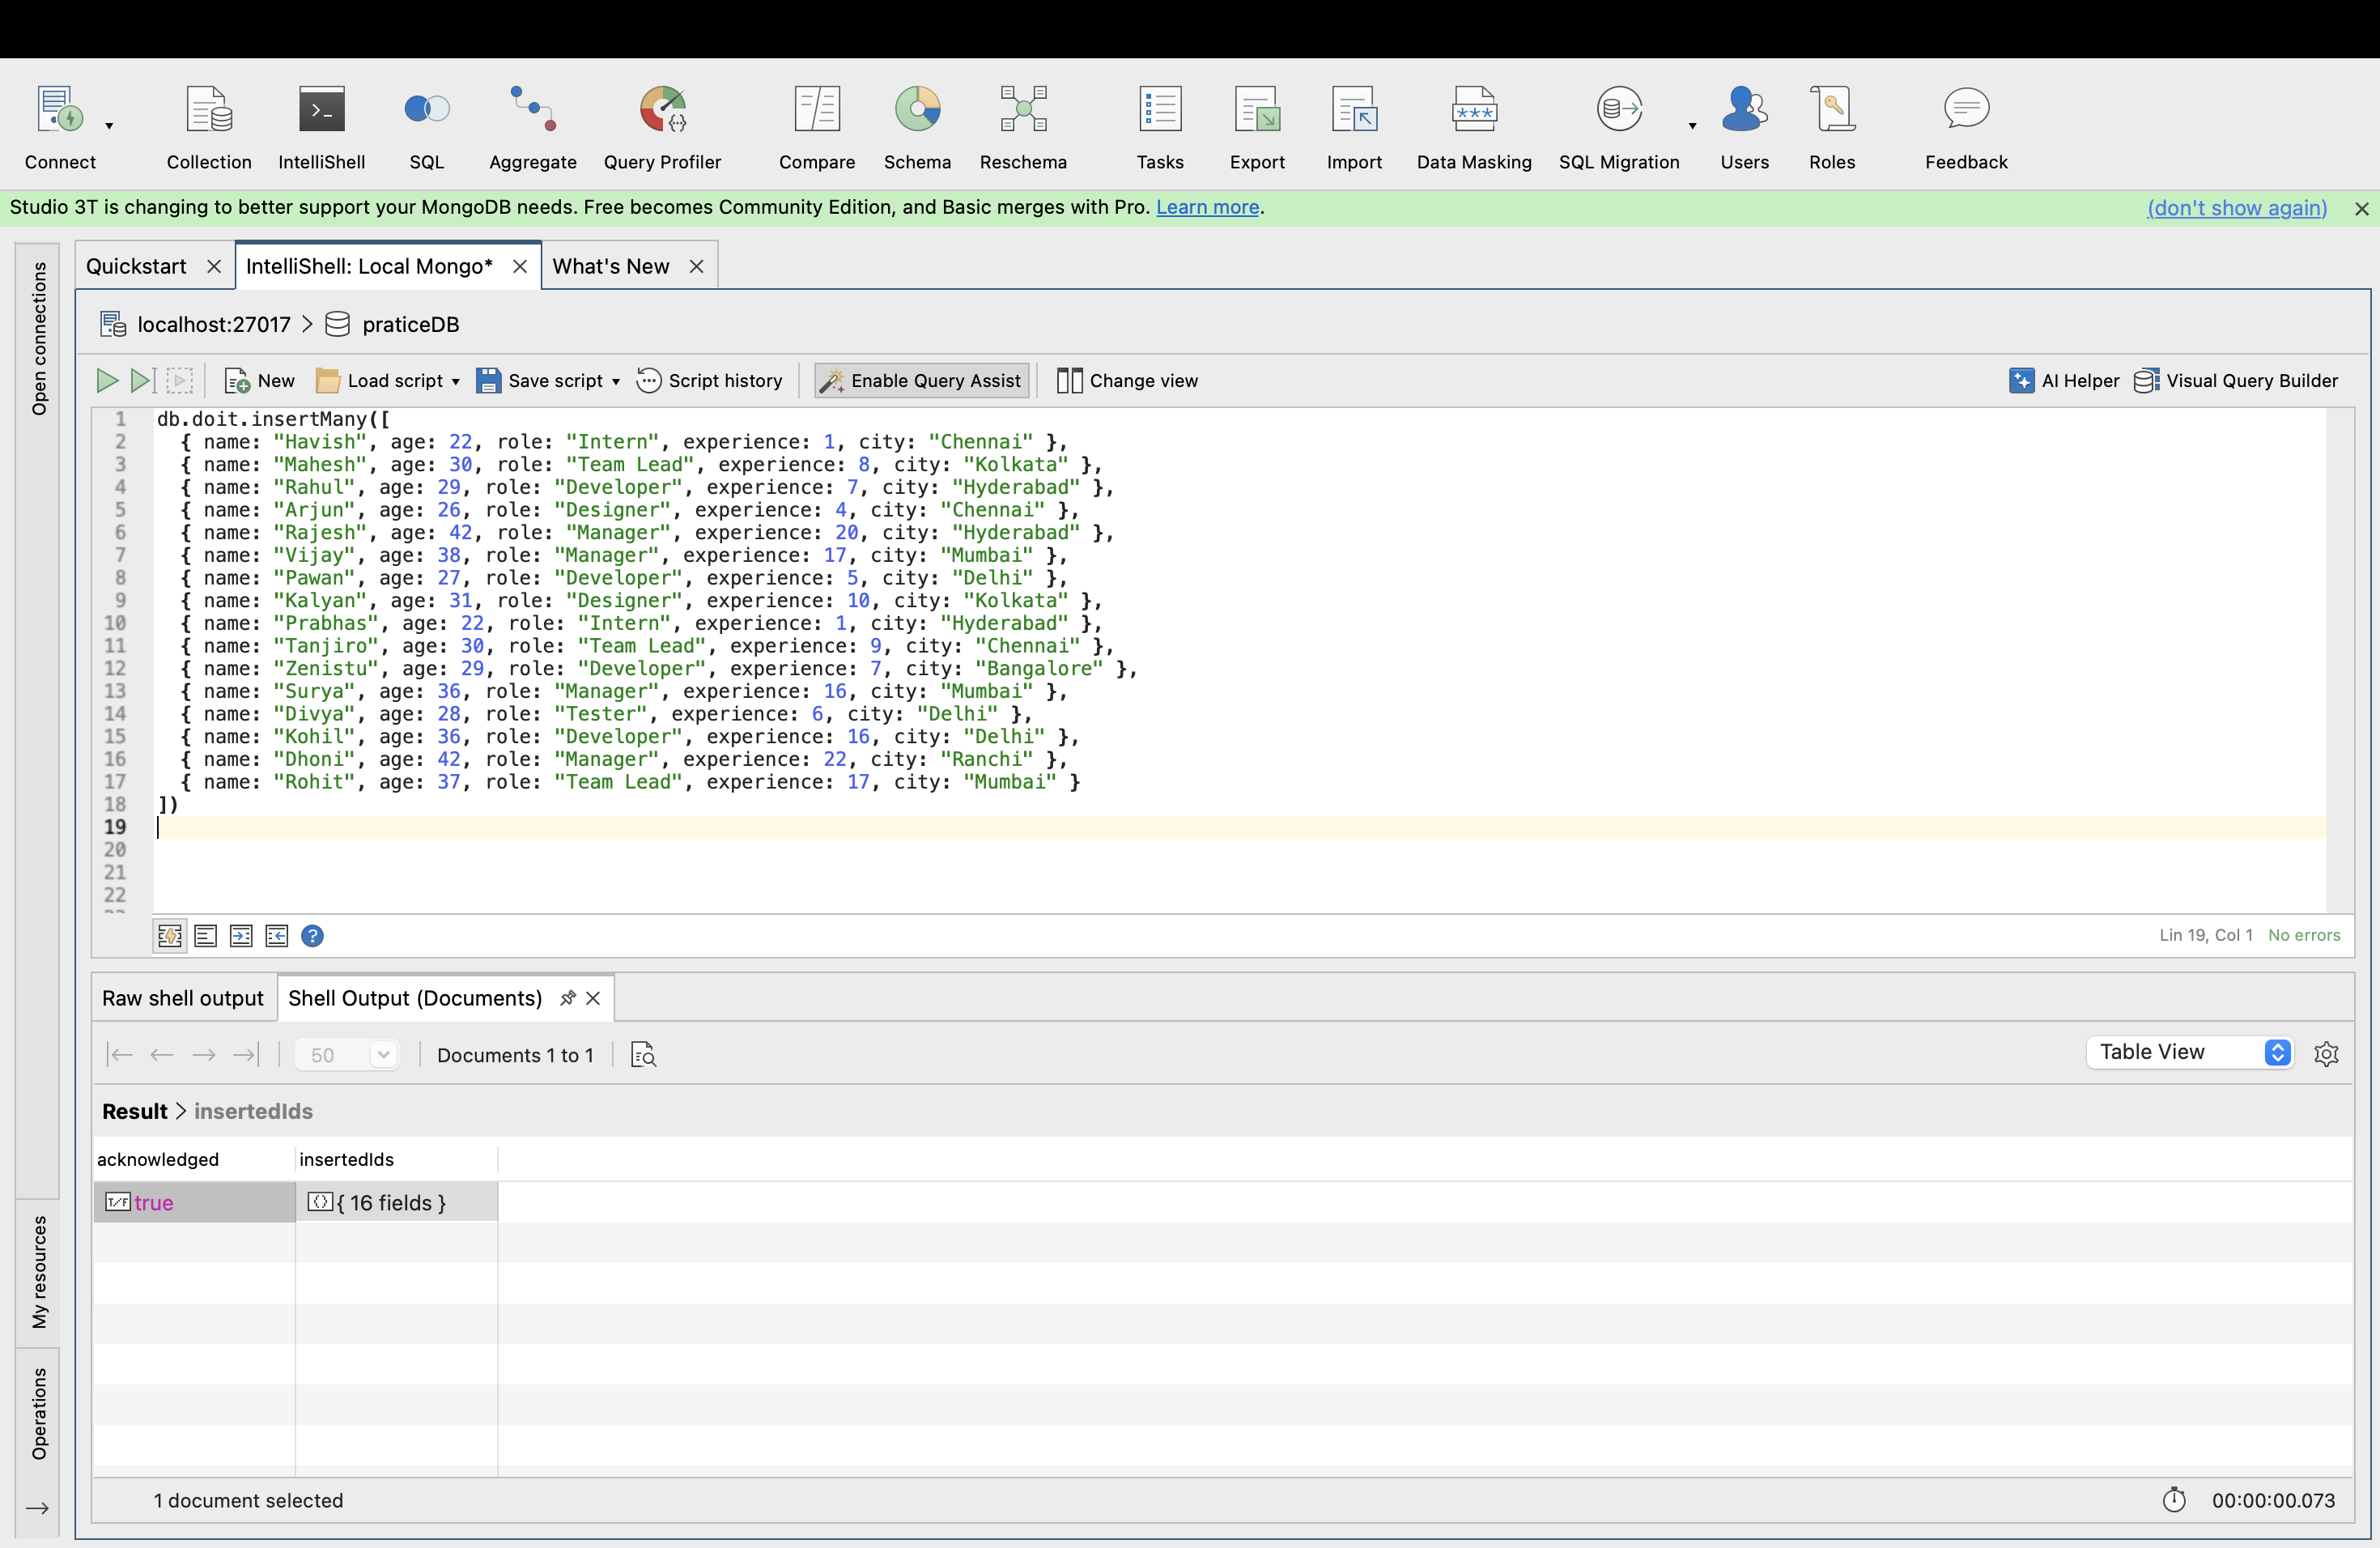 Connect Collection IntelliShell SQL Aggregate Query Profiler Compare Schema Reschema Tasks Export Import Data Masking SQL Migration Users Roles Feedback
Studio 3T is changing to better support your MongoDB needs. Free becomes Community Edition, and Basic merges with Pro. Learn more. (don't show again)
Open connections
Quickstart IntelliShell: Local Mongo* What's New
localhost:27017 > praticeDB
New Load script Save script Script history Enable Query Assist Change view AI Helper Visual Query Builder
1 db.doit.insertMany([
2 { name: "Havish", age: 22, role: "Intern", experience: 1, city: "Chennai" },
3 { name: "Mahesh", age: 30, role: "Team Lead", experience: 8, city: "Kolkata" },
4 { name: "Rahul", age: 29, role: "Developer", experience: 7, city: "Hyderabad" },
5 { name: "Arjun", age: 26, role: "Designer", experience: 4, city: "Chennai" },
6 { name: "Rajesh", age: 42, role: "Manager", experience: 20, city: "Hyderabad" },
7 { name: "Vijay", age: 38, role: "Manager", experience: 17, city: "Mumbai" },
8 { name: "Pawan", age: 27, role: "Developer", experience: 5, city: "Delhi" },
9 { name: "Kalyan", age: 31, role: "Designer", experience: 10, city: "Kolkata" },
10 { name: "Prabhas", age: 22, role: "Intern", experience: 1, city: "Hyderabad" },
11 { name: "Tanjiro", age: 30, role: "Team Lead", experience: 9, city: "Chennai" },
12 { name: "Zenistu", age: 29, role: "Developer", experience: 7, city: "Bangalore" },
13 { name: "Surya", age: 36, role: "Manager", experience: 16, city: "Mumbai" },
14 { name: "Divya", age: 28, role: "Tester", experience: 6, city: "Delhi" },
15 { name: "Kohil", age: 36, role: "Developer", experience: 16, city: "Delhi" },
16 { name: "Dhoni", age: 42, role: "Manager", experience: 22, city: "Ranchi" },
17 { name: "Rohit", age: 37, role: "Team Lead", experience: 17, city: "Mumbai" }
18 ])
19
20
21
22
Lin 19, Col 1 No errors
Raw shell output Shell Output (Documents)
50 Documents 1 to 1 Table View
Result > insertedIds
acknowledged insertedIds
T/F true { 16 fields }
My resources
Operations
1 document selected 00:00:00.073